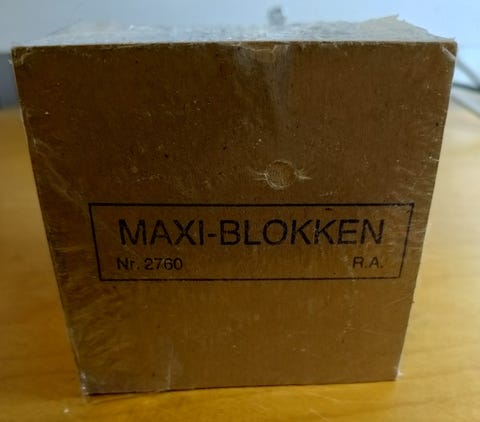 MAXI-BLOKKEN
Nr. 2760 R.A.